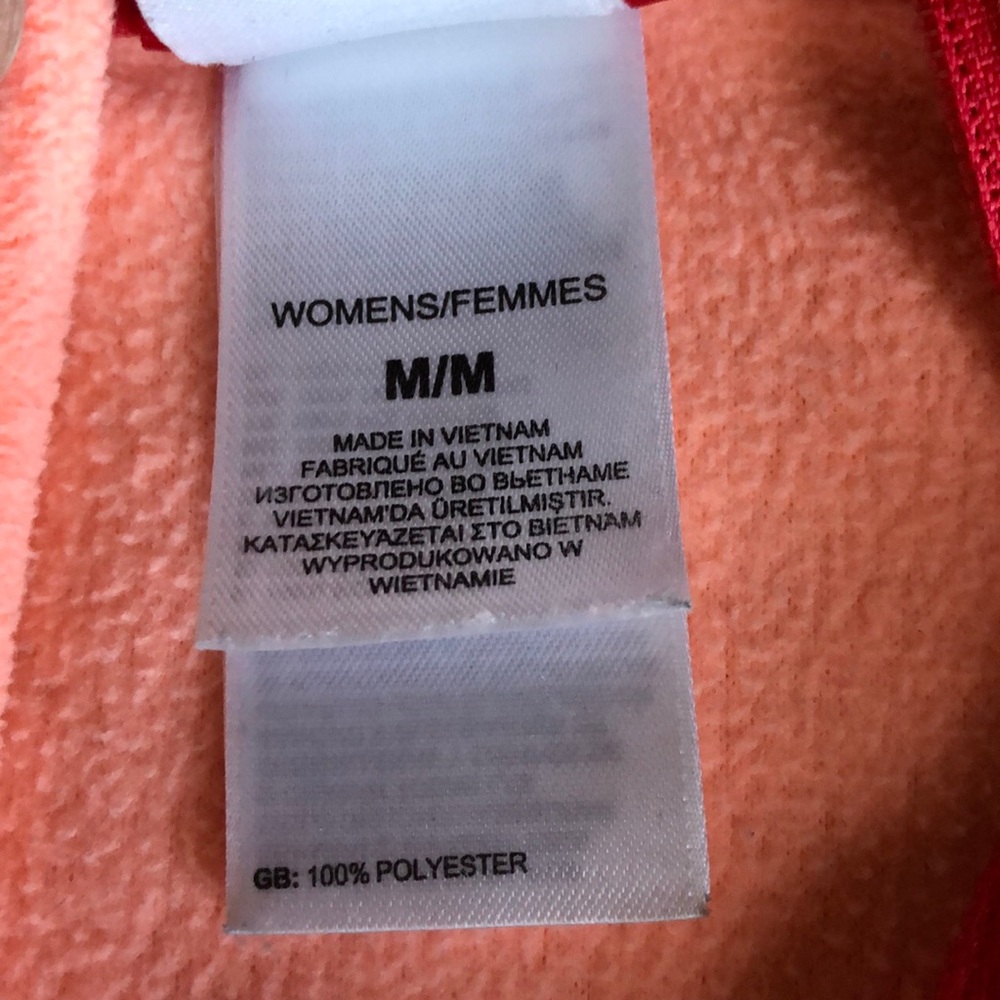 WOMENS/FEMMES
M/M
MADE IN VIETNAM
FABRIQUÉ AU VIETNAM
ИЗГОТОВЛЕНО ВО ВЬЕТНАМЕ
VIETNAM'DA ÜRETILMIŞTIR.
ΚΑΤΑΣΚΕΥΑΖΕΤΑΙ ΣΤΟ ΒΙΕΤΝΑΜ
WYPRODUKOWANO W
WIETNAMIE
GB: 100% POLYESTER